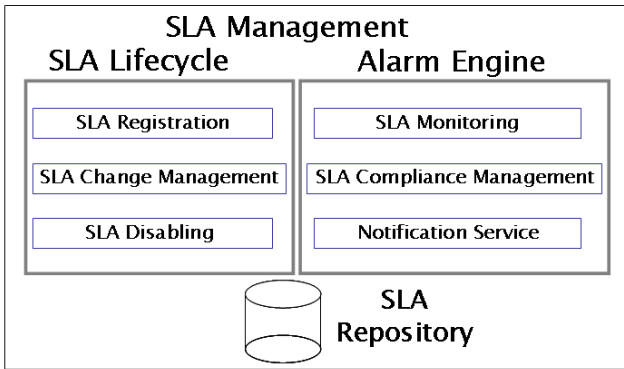 SLA Management
SLA Lifecycle
Alarm Engine
SLA Registration
SLA Change Management
SLA Disabling
SLA Monitoring
SLA Compliance Management
Notification Service
SLA
Repository